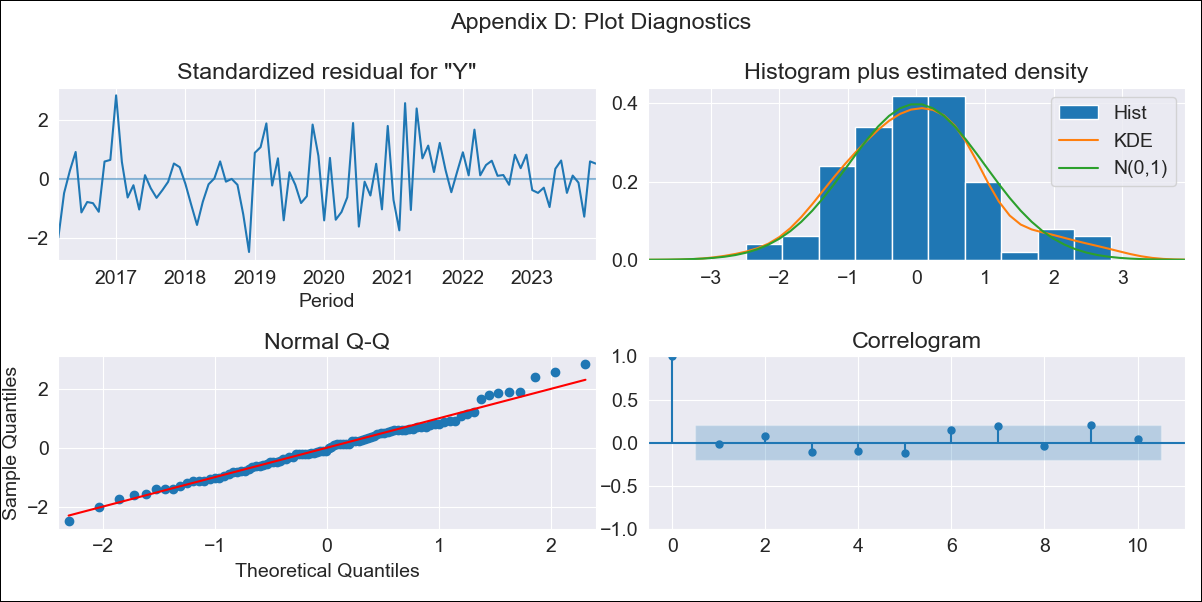 Appendix D: Plot Diagnostics
Standardized residual for "Y"
2
0
−2
2017 2018 2019 2020 2021 2022 2023
Period
Histogram plus estimated density
0.4
0.2
0.0
−3 −2 −1 0 1 2 3
Hist
KDE
N(0,1)
Normal Q-Q
Sample Quantiles
2
0
−2
−2 −1 0 1 2
Theoretical Quantiles
Correlogram
1.0
0.5
0.0
−0.5
−1.0
0 2 4 6 8 10